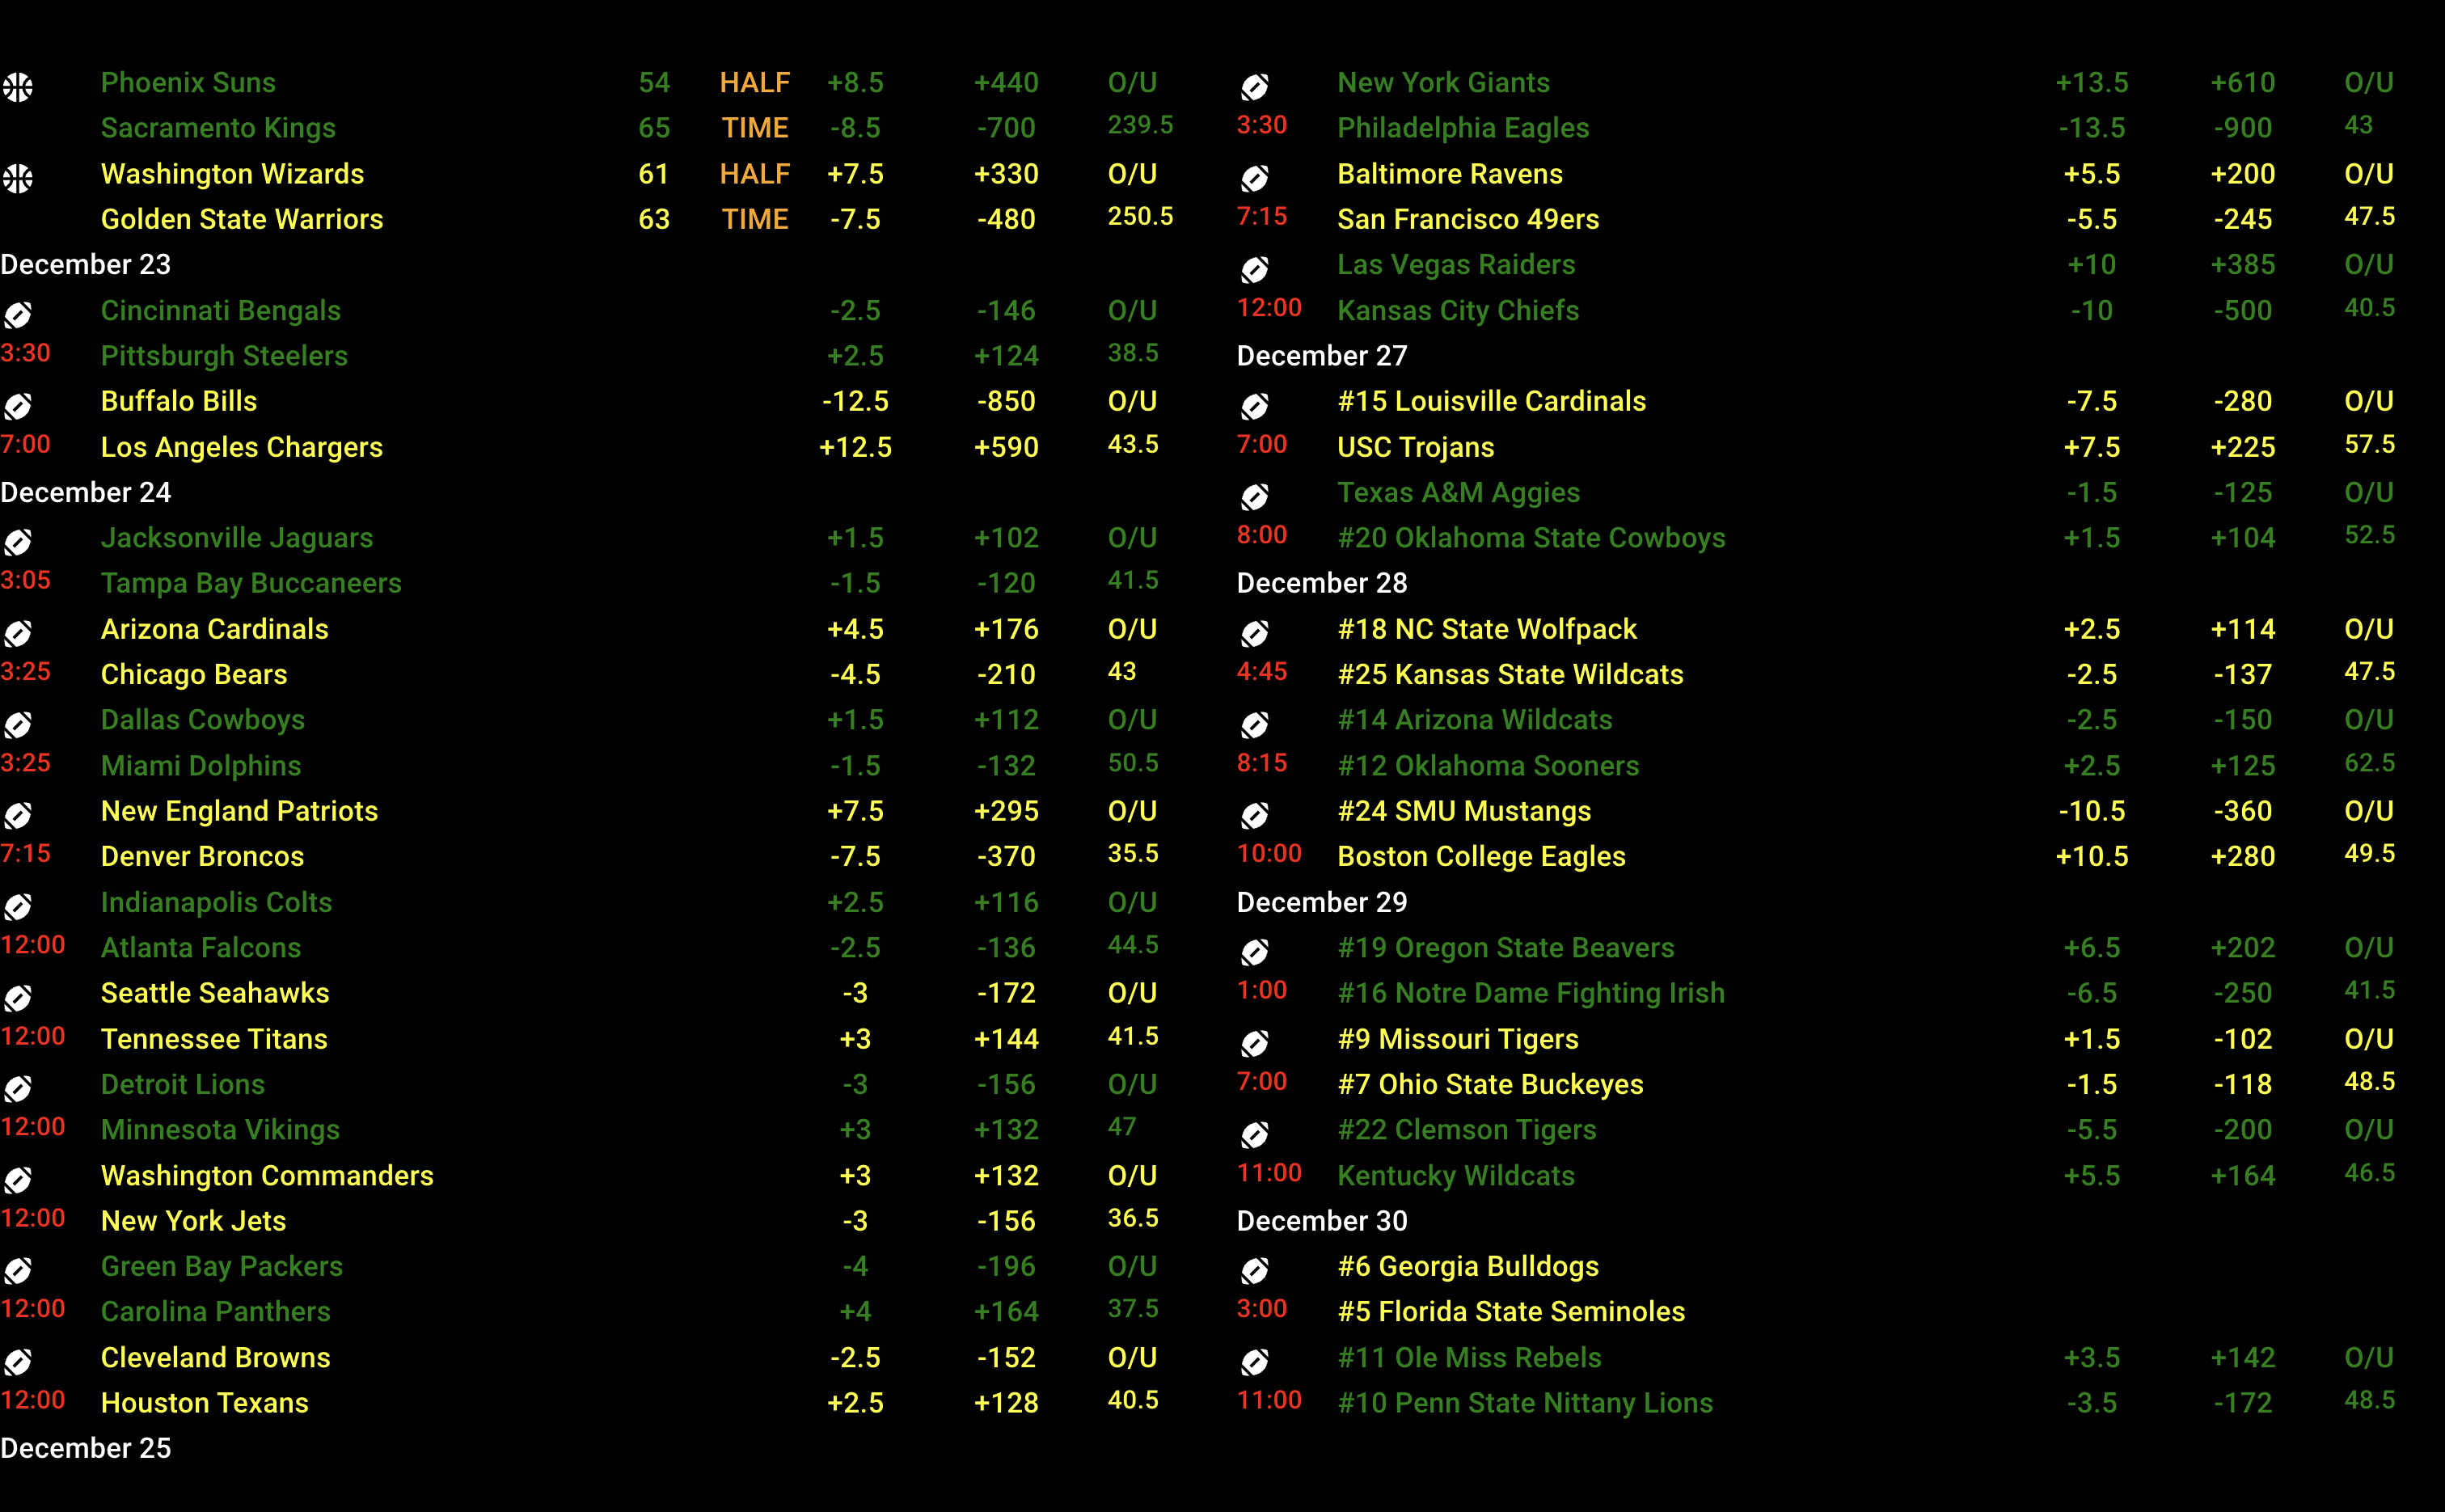 Phoenix Suns 54 HALF +8.5 +440 O/U
Sacramento Kings 65 TIME -8.5 -700 239.5
Washington Wizards 61 HALF +7.5 +330 O/U
Golden State Warriors 63 TIME -7.5 -480 250.5
December 23
Cincinnati Bengals -2.5 -146 O/U
3:30 Pittsburgh Steelers +2.5 +124 38.5
Buffalo Bills -12.5 -850 O/U
7:00 Los Angeles Chargers +12.5 +590 43.5
December 24
Jacksonville Jaguars +1.5 +102 O/U
3:05 Tampa Bay Buccaneers -1.5 -120 41.5
Arizona Cardinals +4.5 +176 O/U
3:25 Chicago Bears -4.5 -210 43
Dallas Cowboys +1.5 +112 O/U
3:25 Miami Dolphins -1.5 -132 50.5
New England Patriots +7.5 +295 O/U
7:15 Denver Broncos -7.5 -370 35.5
Indianapolis Colts +2.5 +116 O/U
12:00 Atlanta Falcons -2.5 -136 44.5
Seattle Seahawks -3 -172 O/U
12:00 Tennessee Titans +3 +144 41.5
Detroit Lions -3 -156 O/U
12:00 Minnesota Vikings +3 +132 47
Washington Commanders +3 +132 O/U
12:00 New York Jets -3 -156 36.5
Green Bay Packers -4 -196 O/U
12:00 Carolina Panthers +4 +164 37.5
Cleveland Browns -2.5 -152 O/U
12:00 Houston Texans +2.5 +128 40.5
December 25
New York Giants +13.5 +610 O/U
3:30 Philadelphia Eagles -13.5 -900 43
Baltimore Ravens +5.5 +200 O/U
7:15 San Francisco 49ers -5.5 -245 47.5
Las Vegas Raiders +10 +385 O/U
12:00 Kansas City Chiefs -10 -500 40.5
December 27
#15 Louisville Cardinals -7.5 -280 O/U
7:00 USC Trojans +7.5 +225 57.5
Texas A&M Aggies -1.5 -125 O/U
8:00 #20 Oklahoma State Cowboys +1.5 +104 52.5
December 28
#18 NC State Wolfpack +2.5 +114 O/U
4:45 #25 Kansas State Wildcats -2.5 -137 47.5
#14 Arizona Wildcats -2.5 -150 O/U
8:15 #12 Oklahoma Sooners +2.5 +125 62.5
#24 SMU Mustangs -10.5 -360 O/U
10:00 Boston College Eagles +10.5 +280 49.5
December 29
#19 Oregon State Beavers +6.5 +202 O/U
1:00 #16 Notre Dame Fighting Irish -6.5 -250 41.5
#9 Missouri Tigers +1.5 -102 O/U
7:00 #7 Ohio State Buckeyes -1.5 -118 48.5
#22 Clemson Tigers -5.5 -200 O/U
11:00 Kentucky Wildcats +5.5 +164 46.5
December 30
#6 Georgia Bulldogs
3:00 #5 Florida State Seminoles
#11 Ole Miss Rebels +3.5 +142 O/U
11:00 #10 Penn State Nittany Lions -3.5 -172 48.5